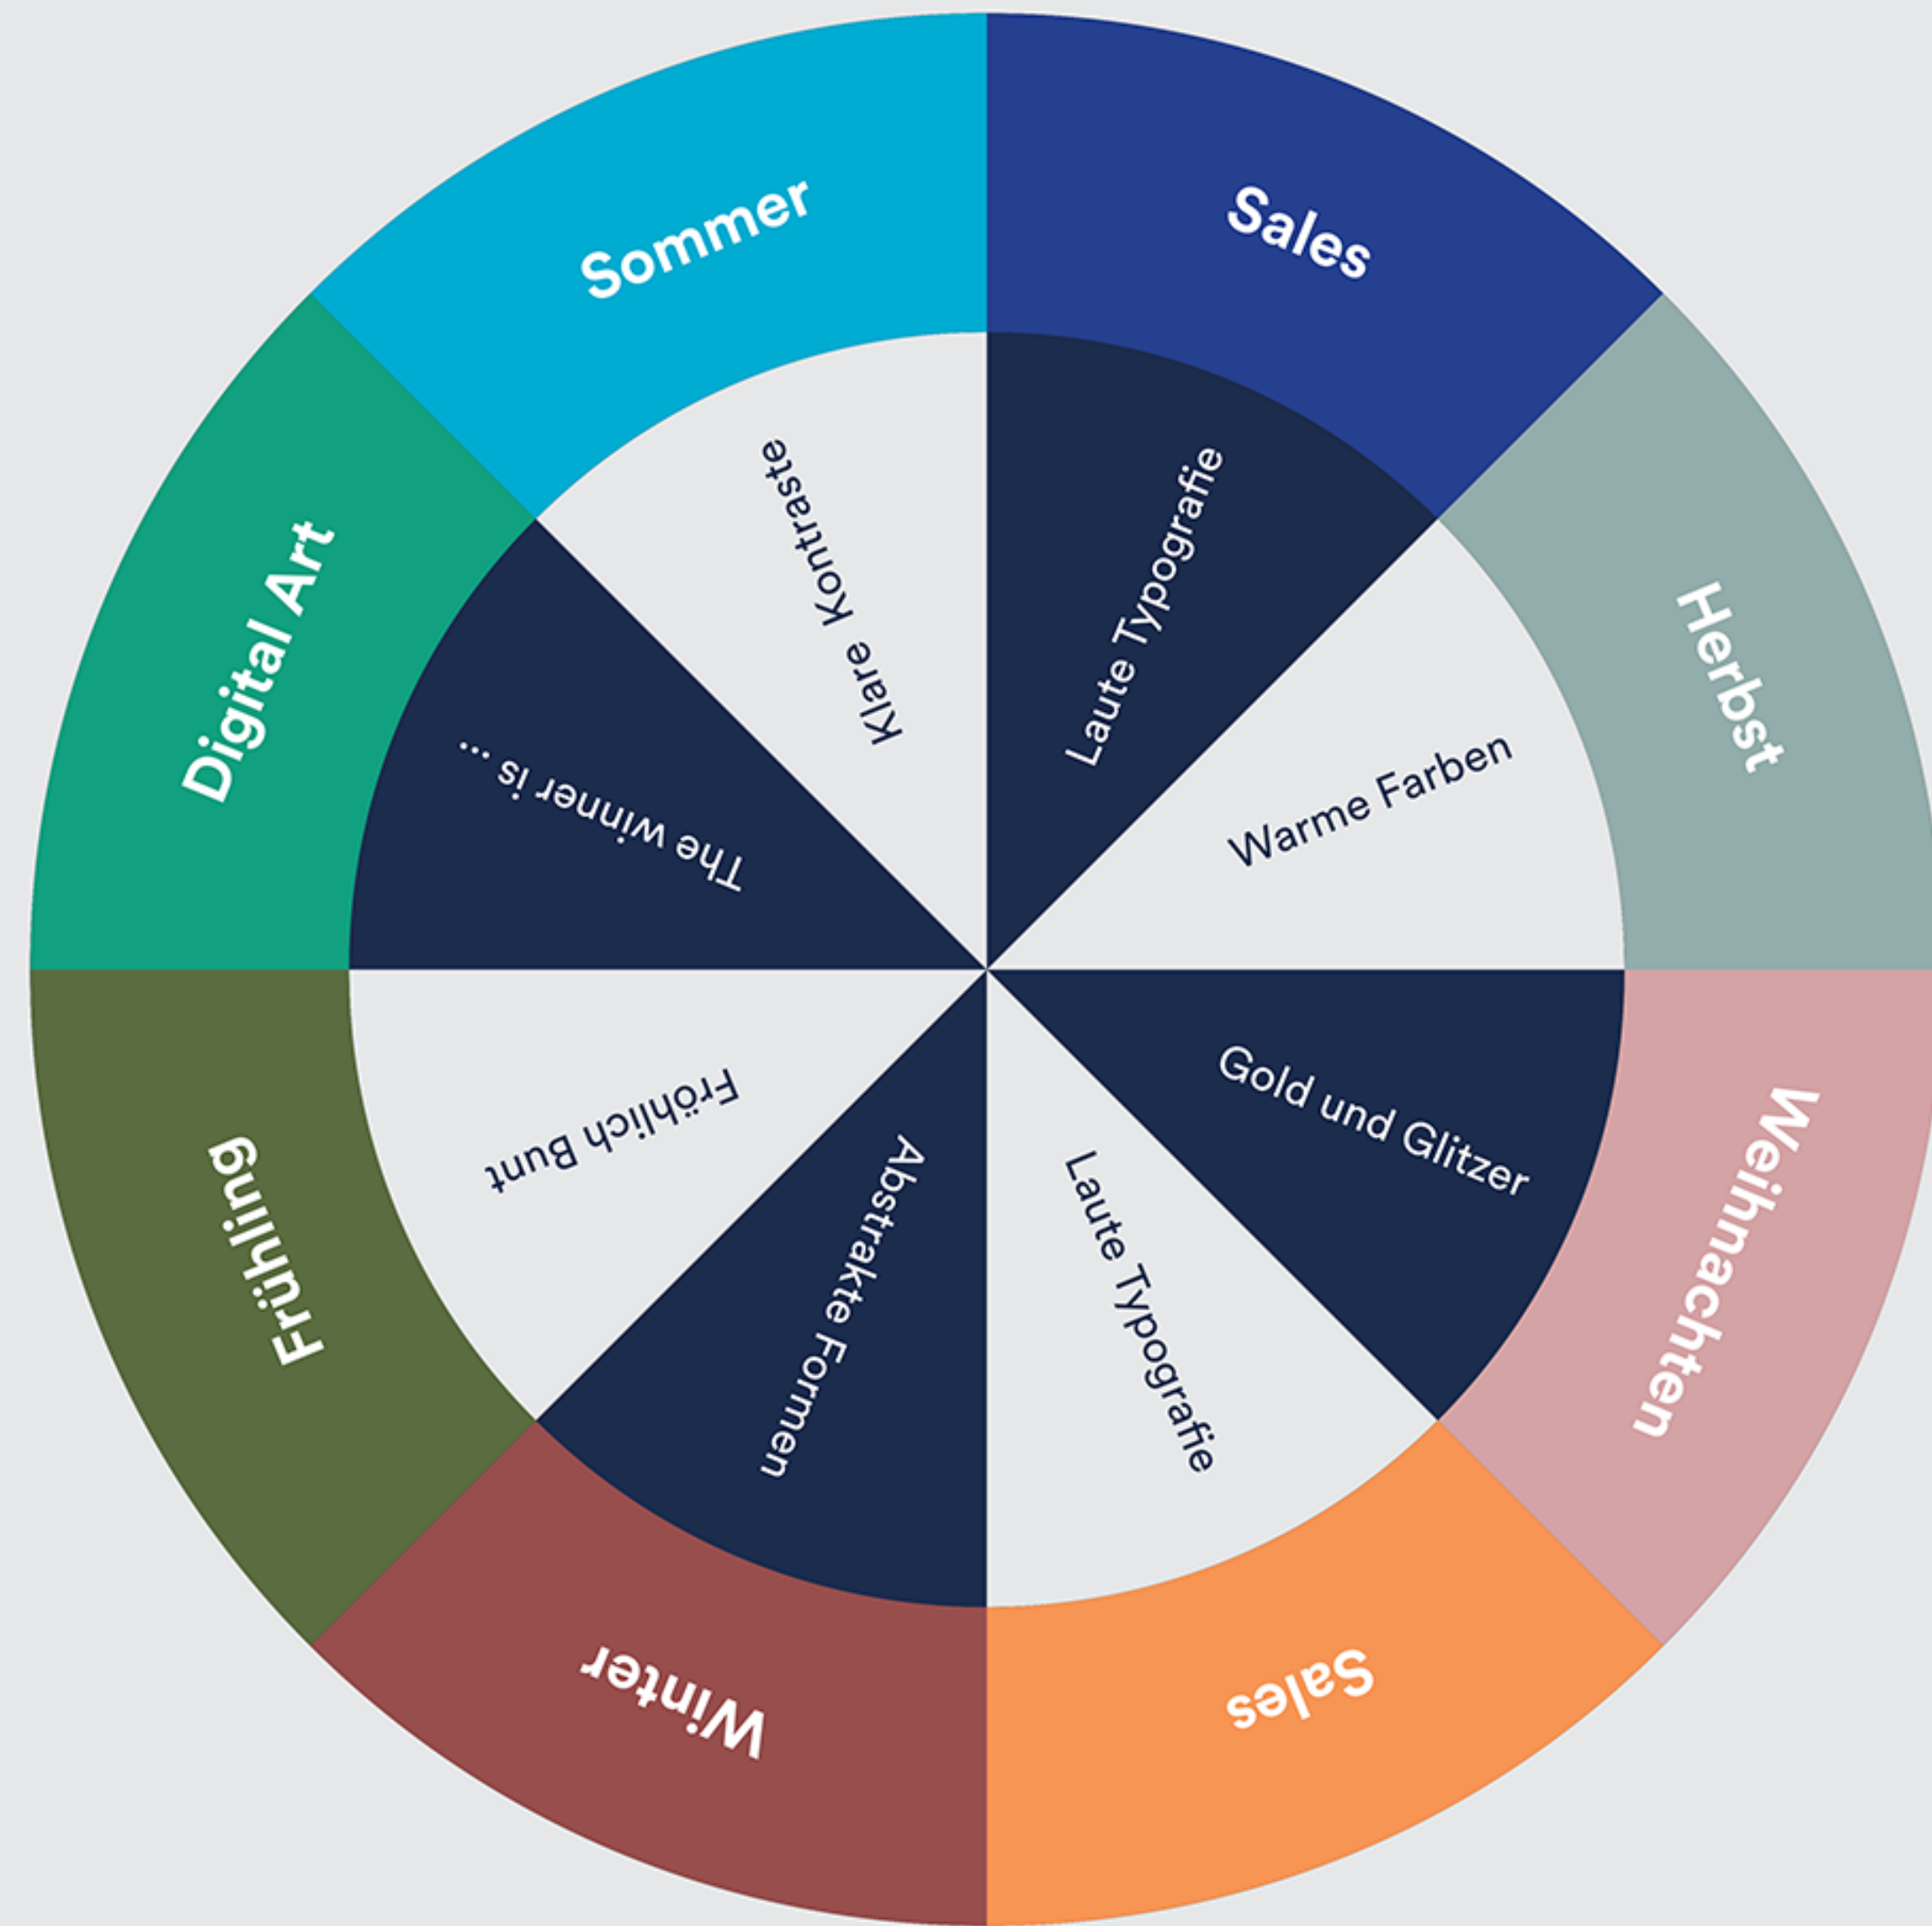 Sales
Laute Typografie
Herbst
Warme Farben
Weihnachten
Gold und Glitzer
Sales
Laute Typografie
Winter
Abstrakte Formen
Frühling
Fröhlich Bunt
Digital Art
The winner is ...
Sommer
Klare Kontraste